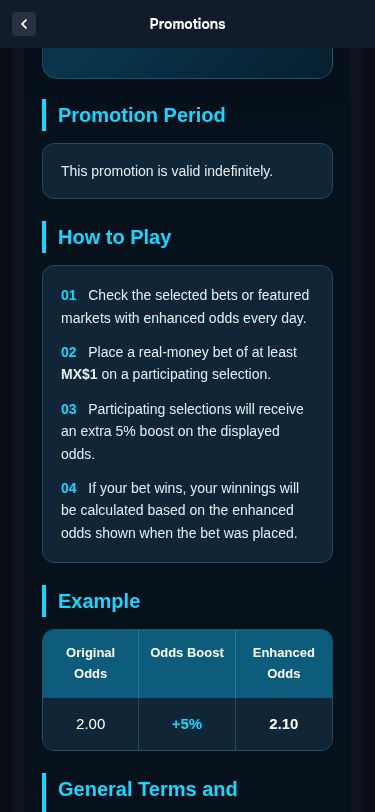 Promotions
Promotion Period
This promotion is valid indefinitely.
How to Play
01 Check the selected bets or featured
markets with enhanced odds every day.
02 Place a real-money bet of at least
MX$1 on a participating selection.
03 Participating selections will receive
an extra 5% boost on the displayed
odds.
04 If your bet wins, your winnings will
be calculated based on the enhanced
odds shown when the bet was placed.
Example
Original Odds
Odds Boost
Enhanced Odds
2.00
+5%
2.10
General Terms and